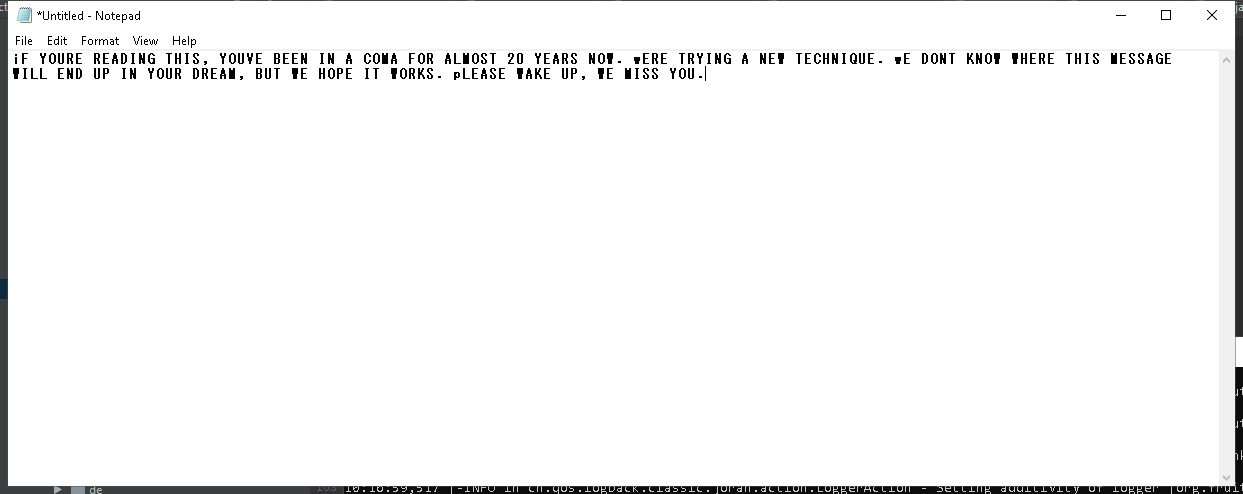 *Untitled - Notepad
File Edit Format View Help
iF YOURE READING THIS, YOUVE BEEN IN A COMA FOR ALMOST 20 YEARS NOW. wERE TRYING A NEW TECHNIQUE. wE DONT KNOW WHERE THIS MESSAGE
WILL END UP IN YOUR DREAM, BUT WE HOPE IT WORKS. pLEASE WAKE UP, WE MISS YOU.
de
10:16:59,517 |-INFO in ch.qos.logback.classic.joran.action.LoggerAction - Setting additivity of logger